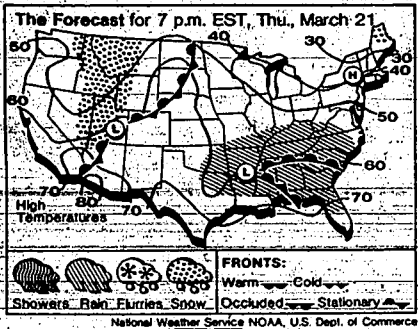 The Forecast for 7 p.m. EST, Thu., March 21
50
40
30
30
40
H
60
50
L
60
L
70
80
70
70
High
Temperatures
Showers Rain Flurries Snow
FRONTS:
Warm Cold
Occluded Stationary
National Weather Service NOAA, U.S. Dept. of Commerce